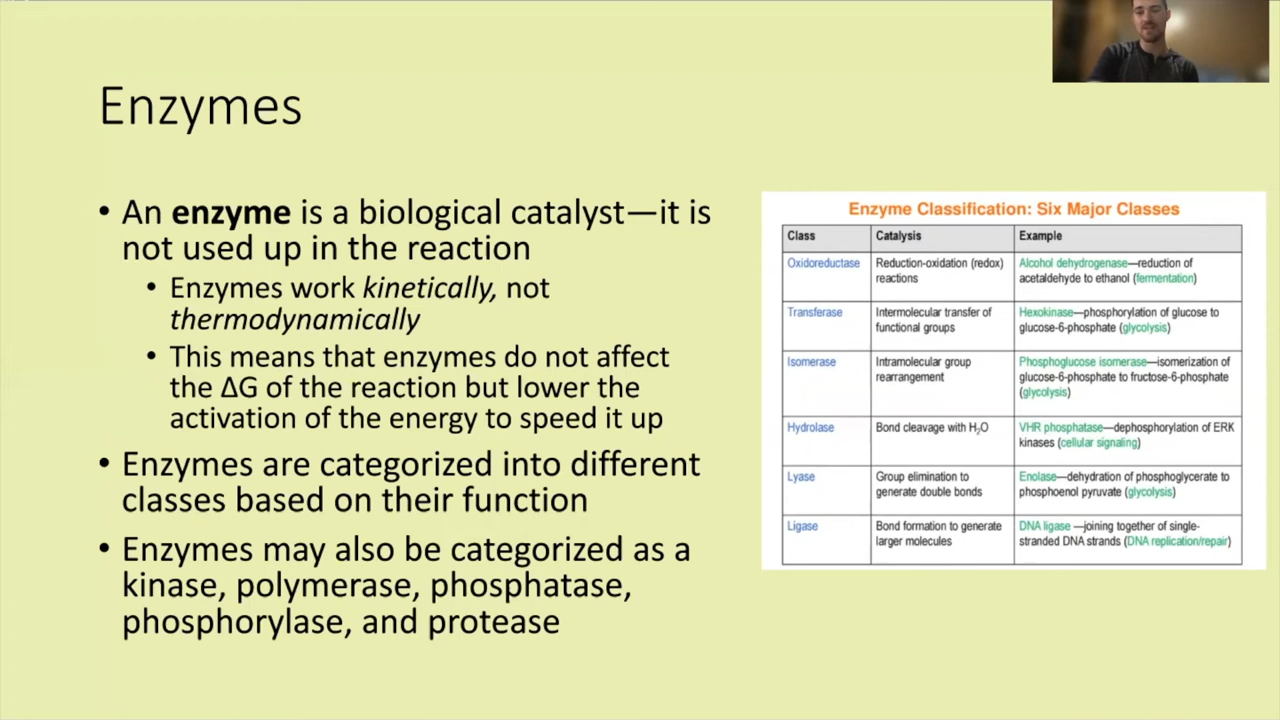 Enzymes
• An enzyme is a biological catalyst—it is
not used up in the reaction
• Enzymes work kinetically, not
thermodynamically
• This means that enzymes do not affect
the ΔG of the reaction but lower the
activation of the energy to speed it up
• Enzymes are categorized into different
classes based on their function
• Enzymes may also be categorized as a
kinase, polymerase, phosphatase,
phosphorylase, and protease
Enzyme Classification: Six Major Classes
Class Catalysis Example
Oxidoreductase Reduction-oxidation (redox) Alcohol dehydrogenase—reduction of
reactions acetaldehyde to ethanol (fermentation)
Transferase Intermolecular transfer of Hexokinase—phosphorylation of glucose to
functional groups glucose-6-phosphate (glycolysis)
Isomerase Intramolecular group Phosphoglucose isomerase—isomerization of
rearrangement glucose-6-phosphate to fructose-6-phosphate
(glycolysis)
Hydrolase Bond cleavage with H₂O VHR phosphatase—dephosphorylation of ERK
kinases (cellular signaling)
Lyase Group elimination to Enolase—dehydration of phosphoglycerate to
generate double bonds phosphoenol pyruvate (glycolysis)
Ligase Bond formation to generate DNA ligase —joining together of single-
larger molecules stranded DNA strands (DNA replication/repair)